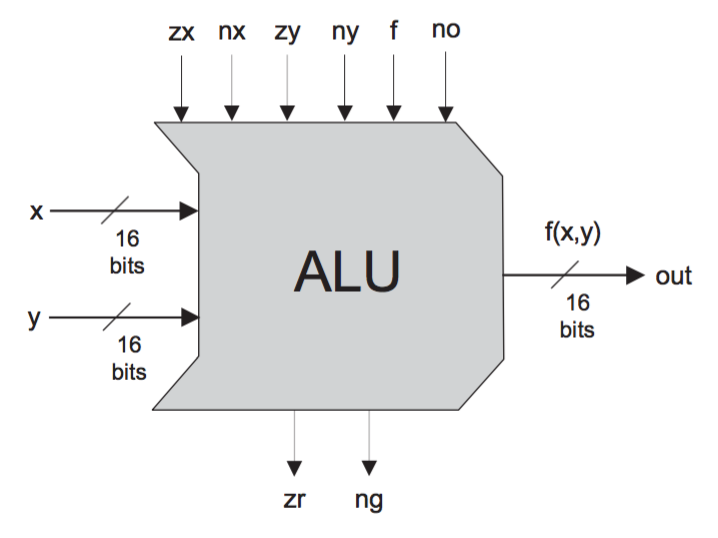 zx nx zy ny f no
x
16
bits
y
16
bits
ALU
f(x,y)
out
16
bits
zr ng